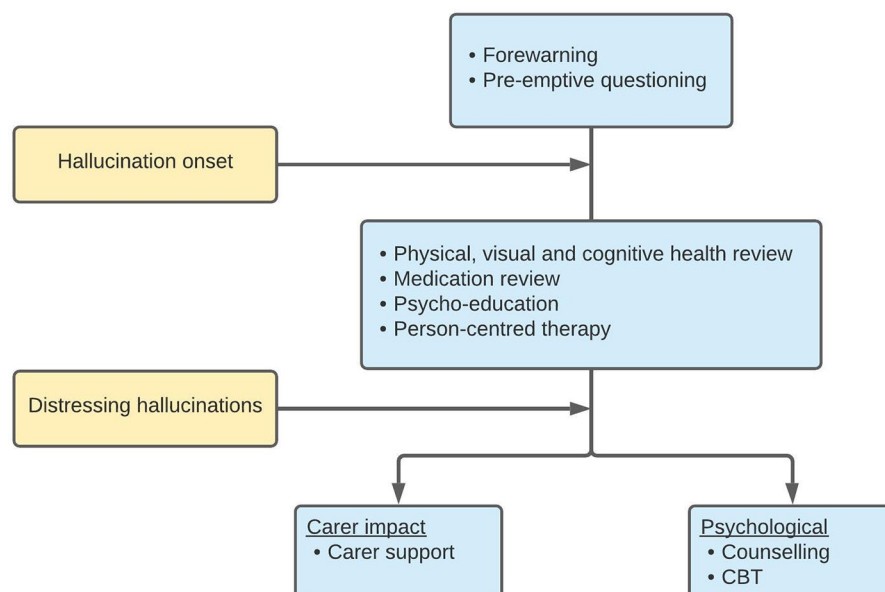 • Forewarning
• Pre-emptive questioning
Hallucination onset
• Physical, visual and cognitive health review
• Medication review
• Psycho-education
• Person-centred therapy
Distressing hallucinations
Carer impact
• Carer support
Psychological
• Counselling
• CBT